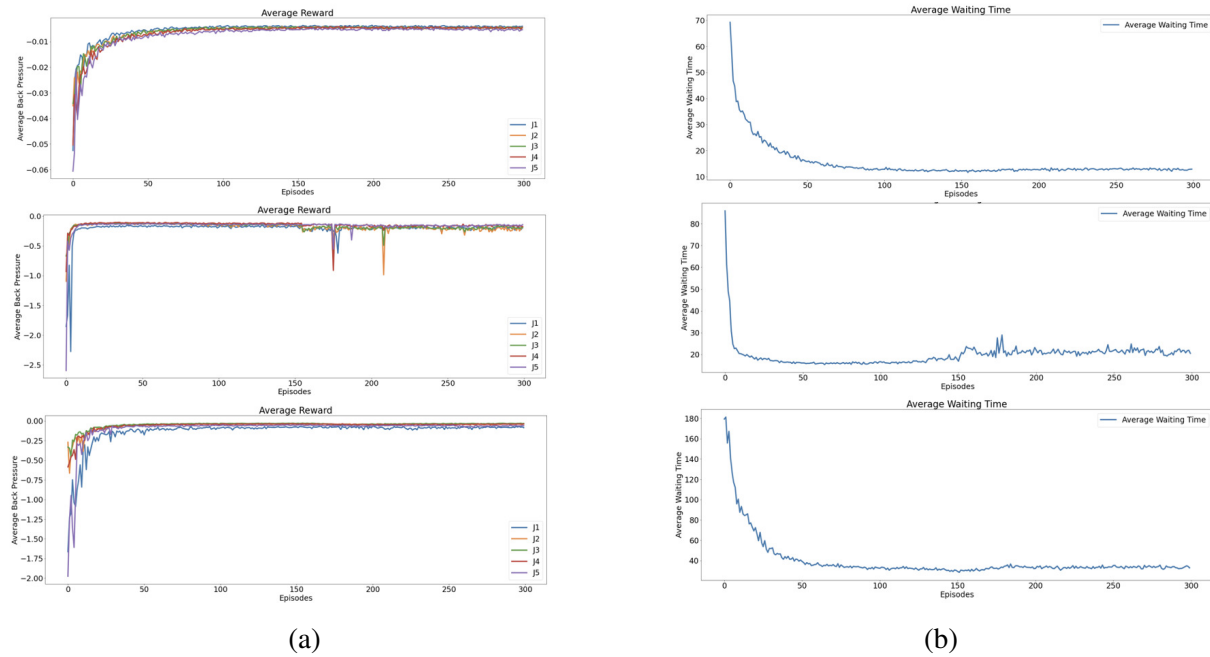 Average Reward
Average Back Pressure
−0.01
−0.02
−0.03
−0.04
−0.05
−0.06
J1
J2
J3
J4
J5
0 50 100 150 200 250 300
Episodes
Average Reward
Average Back Pressure
0.0
−0.5
−1.0
−1.5
−2.0
−2.5
J1
J2
J3
J4
J5
0 50 100 150 200 250 300
Episodes
Average Reward
Average Back Pressure
0.00
−0.25
−0.50
−0.75
−1.00
−1.25
−1.50
−1.75
−2.00
J1
J2
J3
J4
J5
0 50 100 150 200 250 300
Episodes
(a)
Average Waiting Time
Average Waiting Time
70
60
50
40
30
20
10
Average Waiting Time
0 50 100 150 200 250 300
Episodes
Average Waiting Time
80
70
60
50
40
30
20
Average Waiting Time
0 50 100 150 200 250 300
Episodes
Average Waiting Time
Average Waiting Time
180
160
140
120
100
80
60
40
Average Waiting Time
0 50 100 150 200 250 300
Episodes
(b)